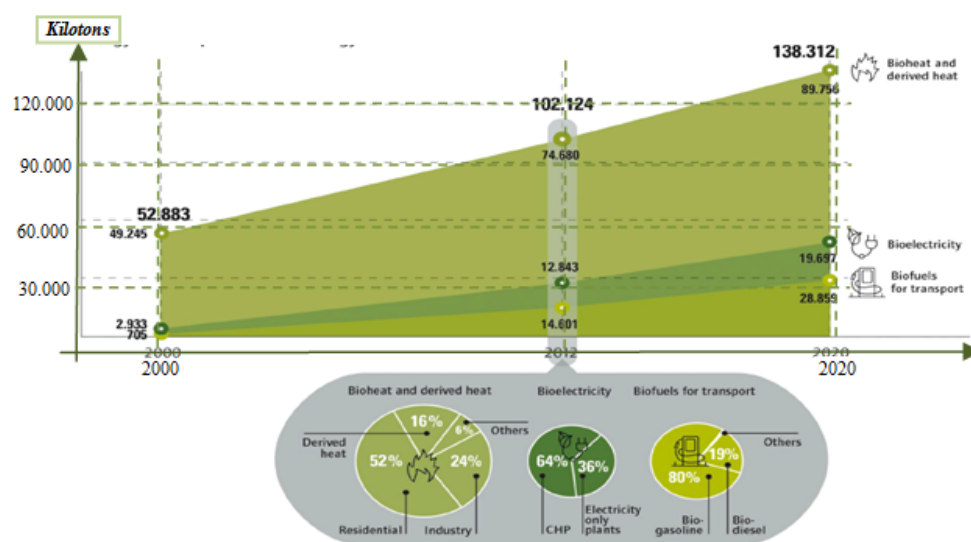 Kilotons
138.312
Bioheat and
derived heat
120.000
89.756
102.124
74.680
90.000
52.883
49.245
60.000
Bioelectricity
19.697
12.843
Biofuels
for transport
30.000
28.859
14.601
2.933
705
2000
2012
2020
2000
2020
Bioheat and derived heat
Bioelectricity
Biofuels for transport
16%
6%
Others
Derived
heat
52%
24%
64%
36%
19%
80%
Others
Residential
Industry
CHP
Electricity
only
plants
Bio-
gasoline
Bio-
diesel